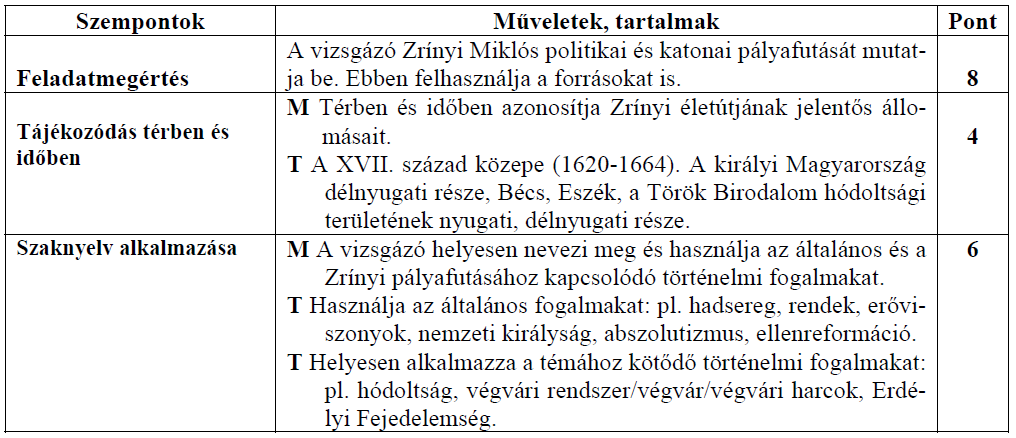 Szempontok Műveletek, tartalmak Pont
A vizsgázó Zrínyi Miklós politikai és katonai pályafutását mutat-
Feladatmegértés ja be. Ebben felhasználja a forrásokat is. 8
M Térben és időben azonosítja Zrínyi életútjának jelentős állo-
Tájékozódás térben és másait. 4
időben T A XVII. század közepe (1620-1664). A királyi Magyarország
délnyugati része, Bécs, Eszék, a Török Birodalom hódoltsági
területének nyugati, délnyugati része.
Szaknyelv alkalmazása M A vizsgázó helyesen nevezi meg és használja az általános és a 6
Zrínyi pályafutásához kapcsolódó történelmi fogalmakat.
T Használja az általános fogalmakat: pl. hadsereg, rendek, erővi-
szonyok, nemzeti királyság, abszolutizmus, ellenreformáció.
T Helyesen alkalmazza a témához kötődő történelmi fogalmakat:
pl. hódoltság, végvári rendszer/végvár/végvári harcok, Erdé-
lyi Fejedelemség.